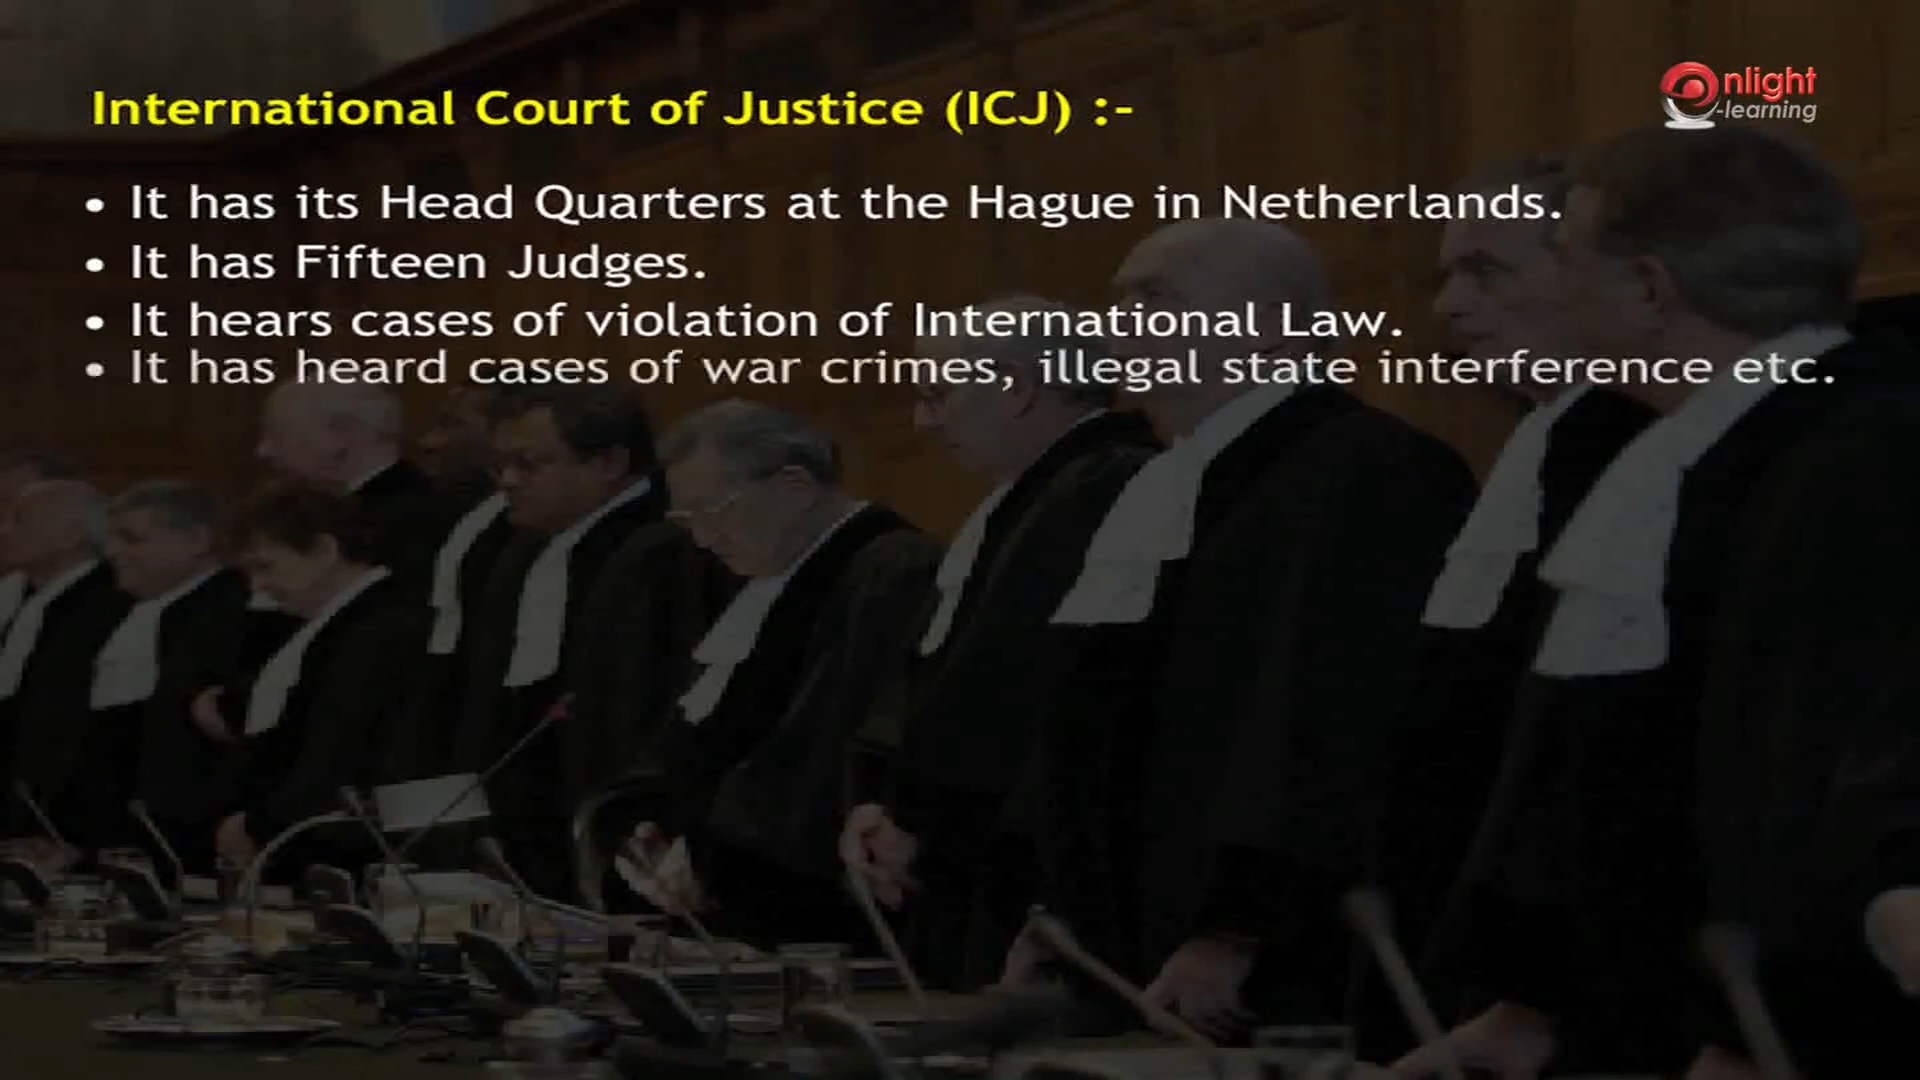 International Court of Justice (ICJ) :-
nlight
-learning
• It has its Head Quarters at the Hague in Netherlands.
• It has Fifteen Judges.
• It hears cases of violation of International Law.
• It has heard cases of war crimes, illegal state interference etc.